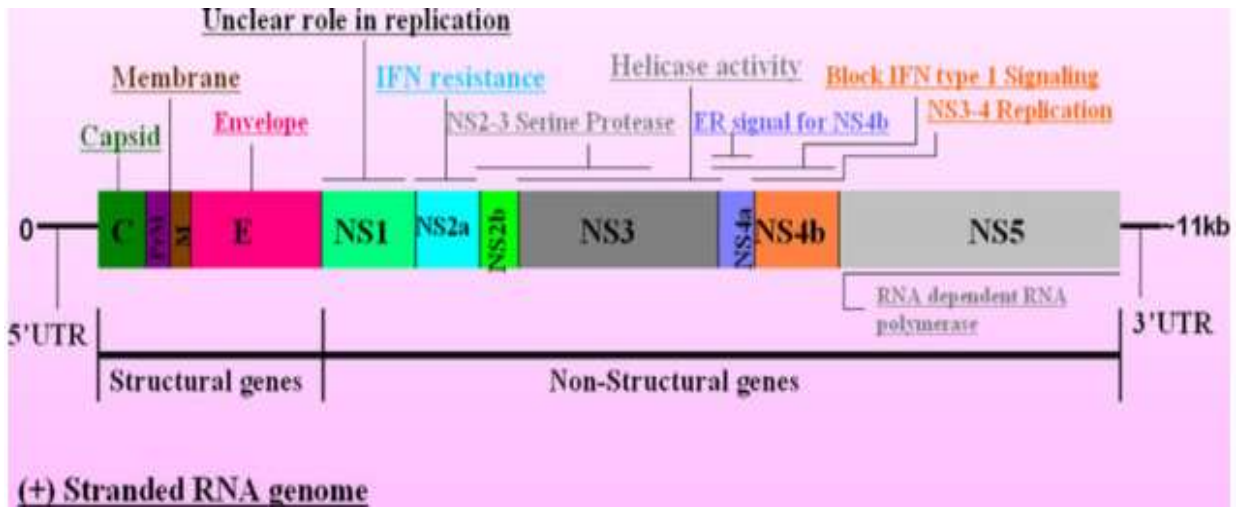 Unclear role in replication
Membrane
IFN resistance
Helicase activity
Block IFN type 1 Signaling
Capsid
Envelope
NS2-3 Serine Protease
ER signal for NS4b
NS3-4 Replication
0
C
PrM
M
E
NS1
NS2a
NS2b
NS3
NS4a
NS4b
NS5
~11kb
RNA dependent RNA
polymerase
5'UTR
3'UTR
Structural genes
Non-Structural genes
(+) Stranded RNA genome